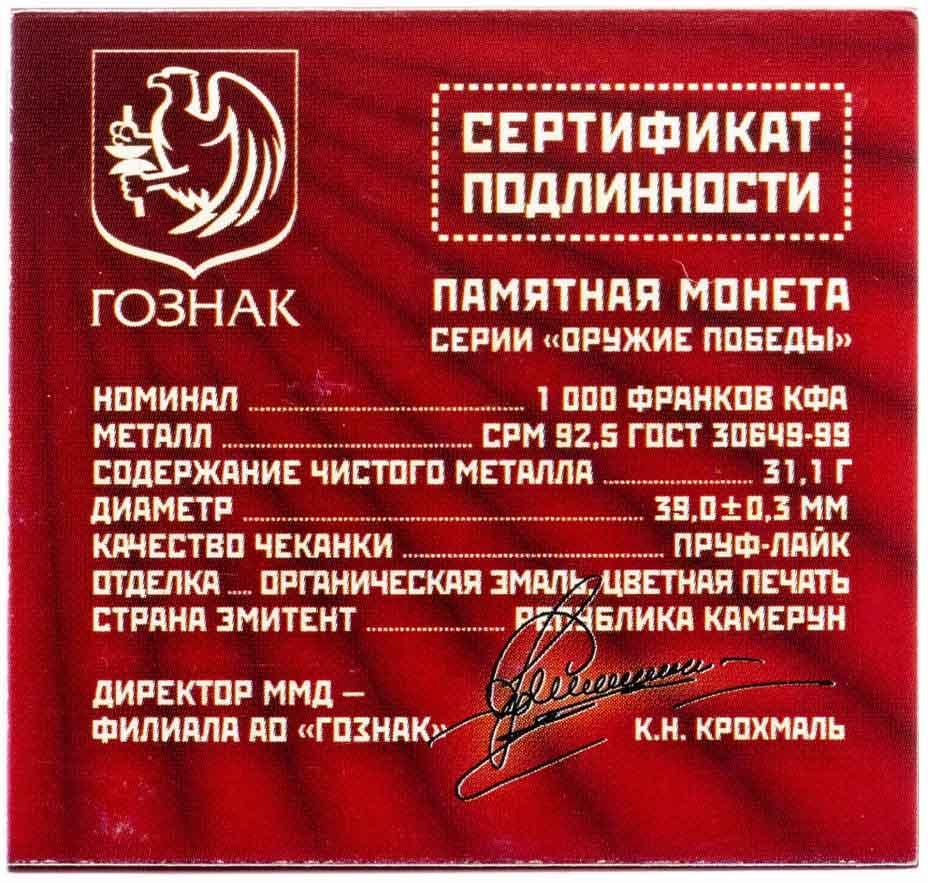 СЕРТИФИКАТ
ПОДЛИННОСТИ
ГОЗНАК
ПАМЯТНАЯ МОНЕТА
СЕРИИ «ОРУЖИЕ ПОБЕДЫ»
НОМИНАЛ ........ 1 000 ФРАНКОВ КФА
МЕТАЛЛ ........ СРМ 92,5 ГОСТ 30649-99
СОДЕРЖАНИЕ ЧИСТОГО МЕТАЛЛА ........ 31,1 Г
ДИАМЕТР ........ 39,0±0,3 ММ
КАЧЕСТВО ЧЕКАНКИ ........ ПРУФ-ЛАЙК
ОТДЕЛКА ..... ОРГАНИЧЕСКАЯ ЭМАЛЬ, ЦВЕТНАЯ ПЕЧАТЬ
СТРАНА ЭМИТЕНТ ........ РЕСПУБЛИКА КАМЕРУН
ДИРЕКТОР ММД –
ФИЛИАЛА АО «ГОЗНАК» К.Н. КРОХМАЛЬ